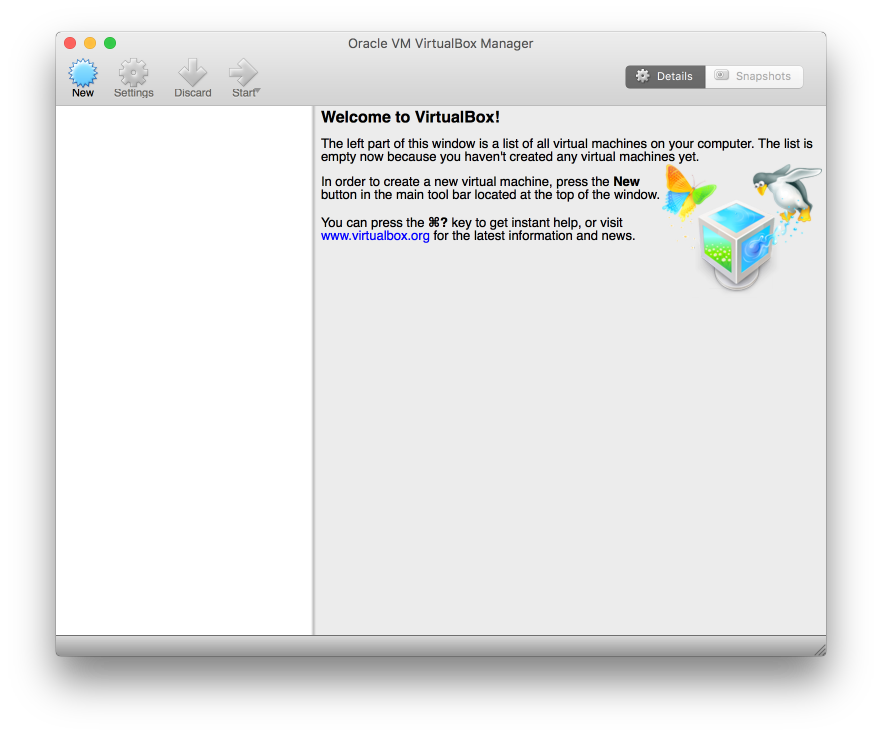 Oracle VM VirtualBox Manager
New Settings Discard Start Details Snapshots
Welcome to VirtualBox!
The left part of this window is a list of all virtual machines on your computer. The list is
empty now because you haven't created any virtual machines yet.
In order to create a new virtual machine, press the New
button in the main tool bar located at the top of the window.
You can press the ⌘? key to get instant help, or visit
www.virtualbox.org for the latest information and news.